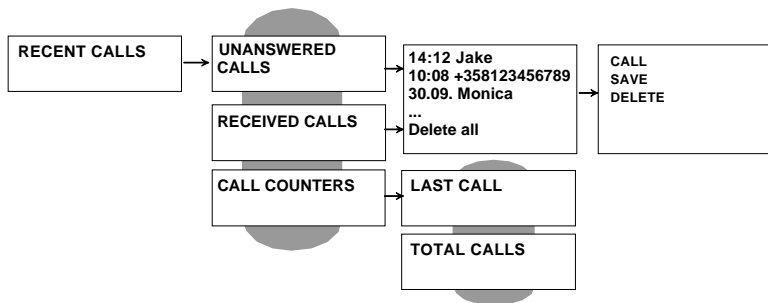 RECENT CALLS
UNANSWERED
CALLS
14:12 Jake
10:08 +358123456789
30.09. Monica
...
Delete all
CALL
SAVE
DELETE
RECEIVED CALLS
CALL COUNTERS
LAST CALL
TOTAL CALLS